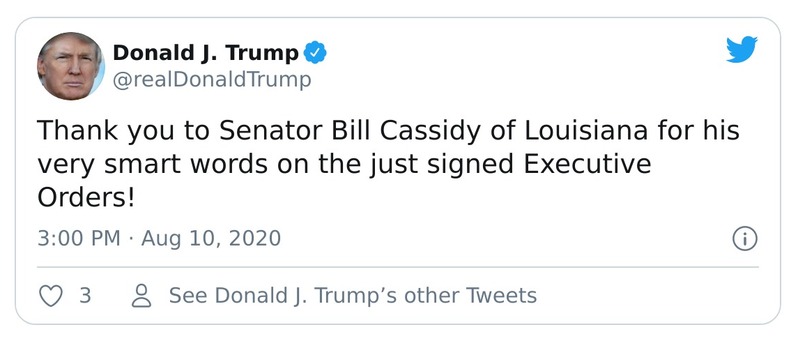 Donald J. Trump
@realDonaldTrump
Thank you to Senator Bill Cassidy of Louisiana for his
very smart words on the just signed Executive
Orders!
3:00 PM · Aug 10, 2020
3 See Donald J. Trump’s other Tweets